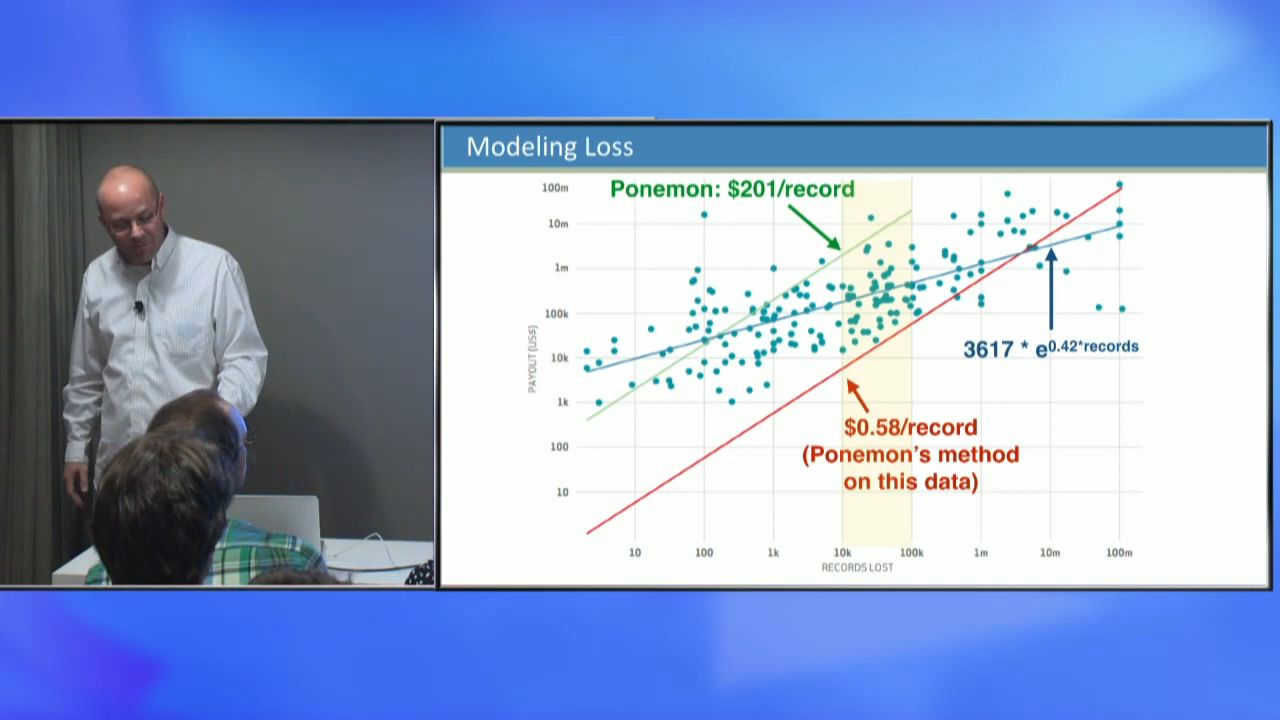 Modeling Loss
Ponemon: $201/record
100m
10m
1m
100k
10k
1k
100
10
PAYOUT (US$)
3617 * e0.42*records
$0.58/record
(Ponemon's method
on this data)
10
100
1k
10k
100k
1m
10m
100m
RECORDS LOST